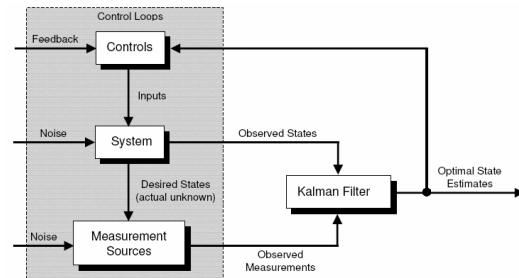 Control Loops
Feedback
Controls
Inputs
Noise
System
Observed States
Desired States
(actual unknown)
Kalman Filter
Optimal State
Estimates
Noise
Measurement
Sources
Observed
Measurements